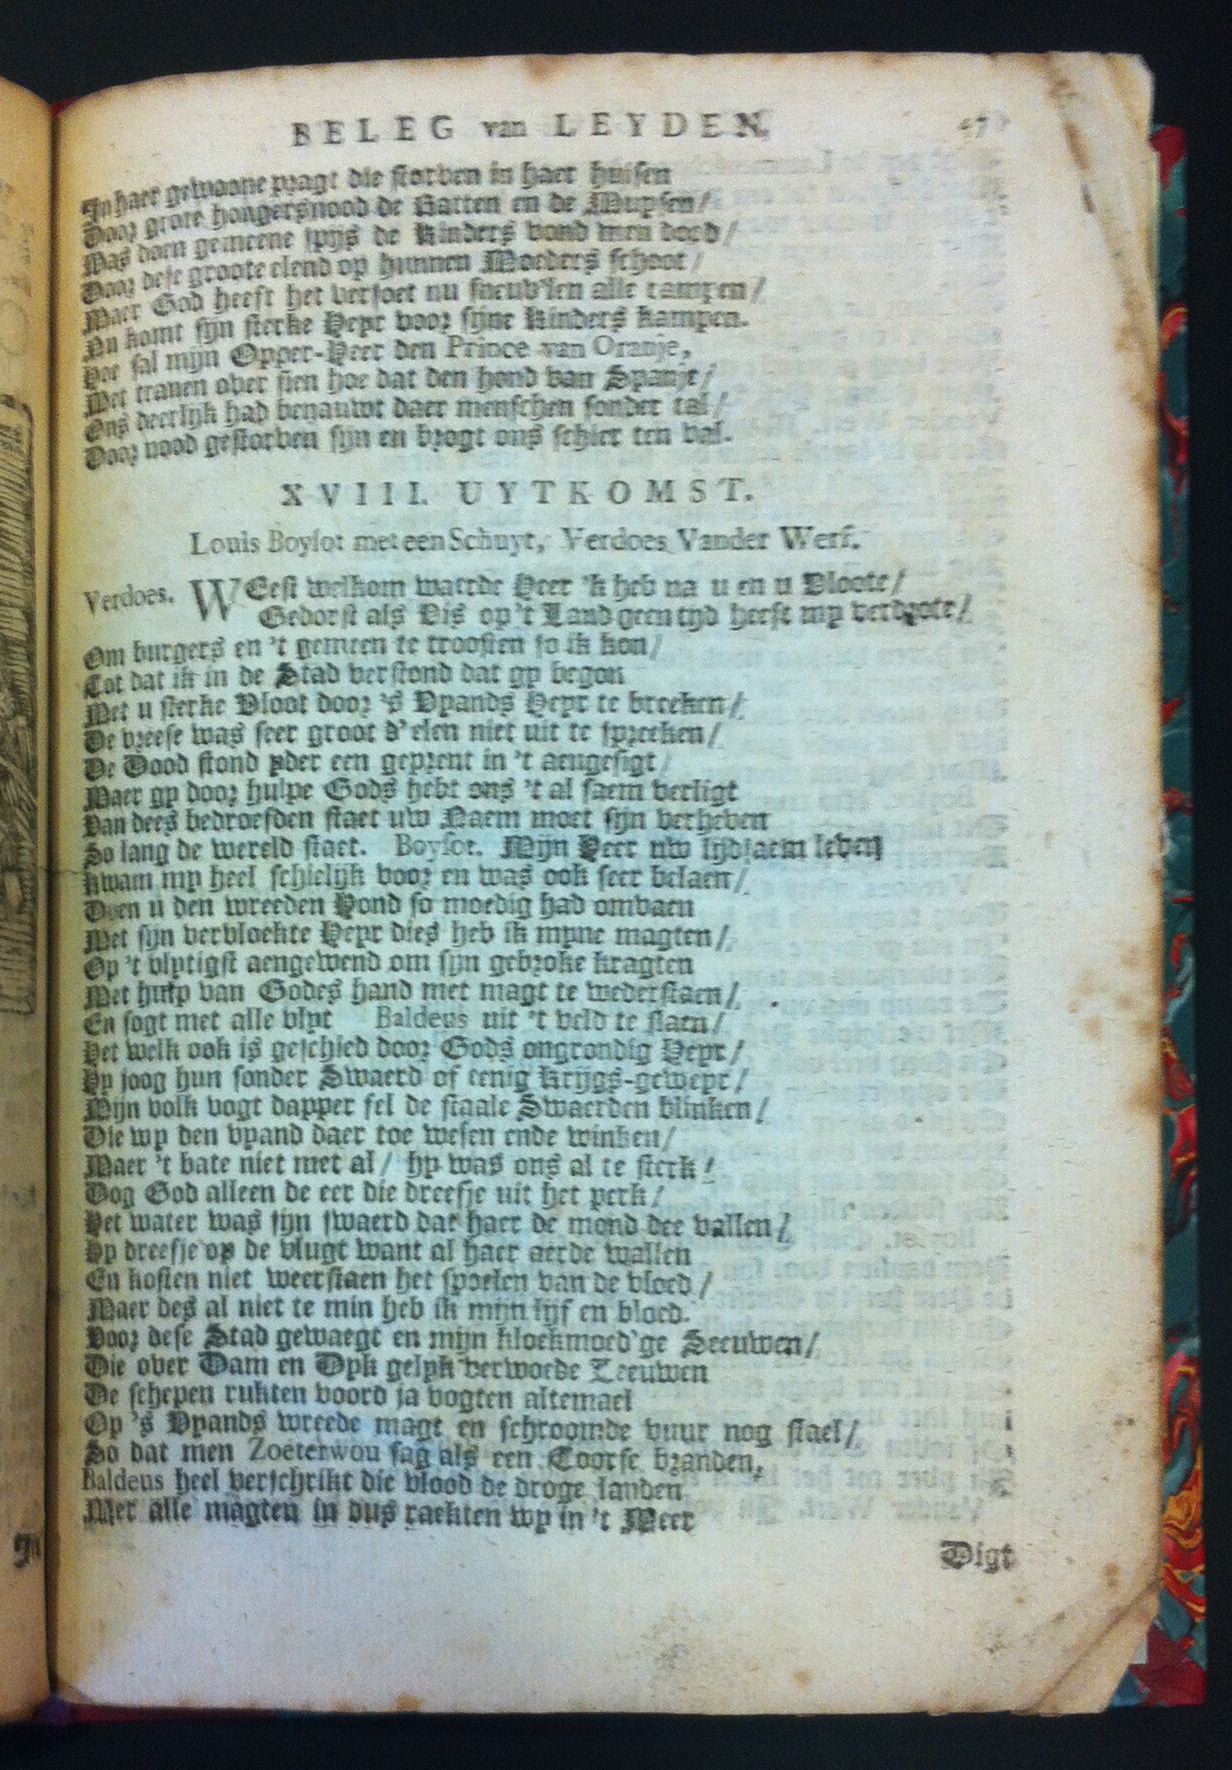 BELEG van LEYDEN. 47
In haer gewoone pragt die storven in haer huisen
Door grote hongersnood de Katten en de Muysen/
Was doen gemeene spijs de Kinders vond men dood/
Door dese groote elend op hunnen Moeders schoot/
Maer God heeft het versoet nu sneuv'len alle rampen/
Nu komt sijn sterke Heyr voor sijne Kinders kampen.
Hoe sal mijn Opper-Heer den Prince van Oranje,
Met tranen over sien hoe dat den hond van Spanje/
Ons deerlijk had benauwt daer menschen sonder tal/
Door nood gestorven sijn en brogt ons schier ten val.
XVIII. UYTKOMST.
Louis Boysot met een Schuyt, Verdoes Vander Werf.
Verdoes. WEest welkom waerde Heer 'k heb na u en u Vloote/
Gedorst als Vis op 't Land geen tijd heeft my verdrote/
Om burgers en 't gemeen te troosten so ik kon/
Tot dat ik in de Stad verstond dat gy begon
Met u sterke Vloot door 's Vyands Heyr te breeken/
De vreese was seer groot d' elen niet uit te spreeken/
De Dood stond yder een geprent in 't aengesigt/
Maer gy door hulpe Gods hebt ons 't al saem verligt
Van dees bedroefden staet uw Naem moet sijn verheven
So lang de wereld staet. Boysot. Mijn Heer uw lijdsaem leven
Kwam my heel schielijk voor en was ook seer belaen/
Doen u den wreeden Hond so moedig had omvaen
Met sijn vervloekte Heyr dies heb ik myne magten/
Op 't vlytigst aengewend om sijn gebroke kragten
Met hulp van Godes hand met magt te wederstaen/
En sogt met alle vlyt Baldeus uit 't veld te slaen/
Het welk ook is geschied door Gods ongrondig Heyr/
Hy joog hun sonder Swaerd of eenig krijgs-geweyr/
Mijn volk vogt dapper fel de staale Swaerden blinken/
Die wy den vyand daer toe wesen ende winken/
Maer 't bate niet met al/ hy was ons al te sterk/
Dog God alleen de eer die dreefje uit het perk/
Het water was sijn swaerd dat haer de mond dee vallen/
Hy dreefje op de vlugt want al haer aerde wallen
En kosten niet weerstaen het spoelen van de vloed/
Maer des al niet te min heb ik mijn lijf en bloed.
Voor dese Stad gewaegt en mijn kloekmoed'ge Seeuwen/
Die over Dam en Dyk gelyk verwoede Leeuwen
De schepen rukten voord ja vogten altemael
Op 's Vyands wreede magt en schroomde vuur nog stael/
So dat men Zoeterwou sag als een Toorse branden,
Baldeus heel verschrikt die vlood de droge landen
Met alle magten in dus raekten wy in 't Meer
Digt